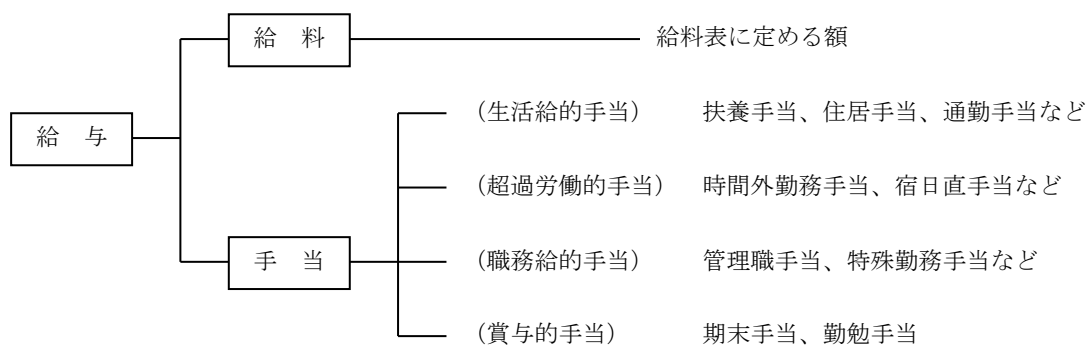 給　料　給料表に定める額
（生活給的手当）　扶養手当、住居手当、通勤手当など
給　与
（超過労働的手当）　時間外勤務手当、宿日直手当など
手　当　（職務給的手当）　管理職手当、特殊勤務手当など
（賞与的手当）　期末手当、勤勉手当